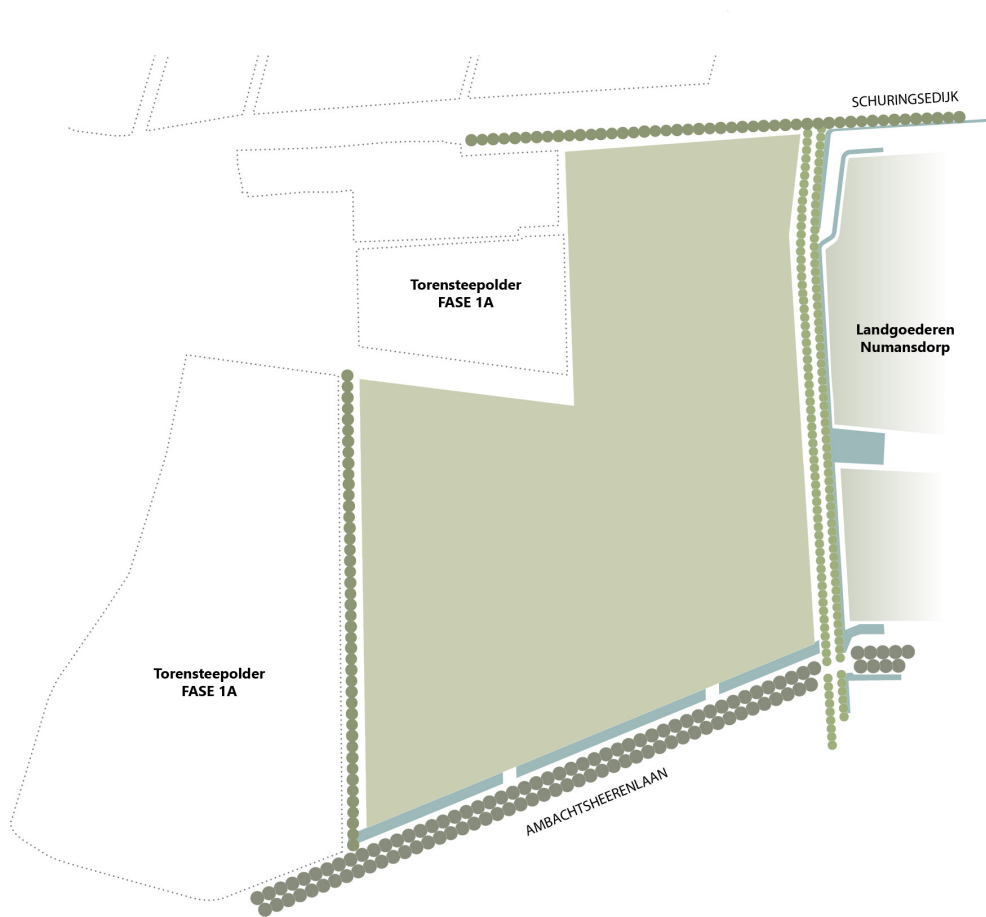 SCHURINGSEDIJK
Torensteepolder
FASE 1A
Landgoederen
Numansdorp
Torensteepolder
FASE 1A
AMBACHTSHEERENLAAN